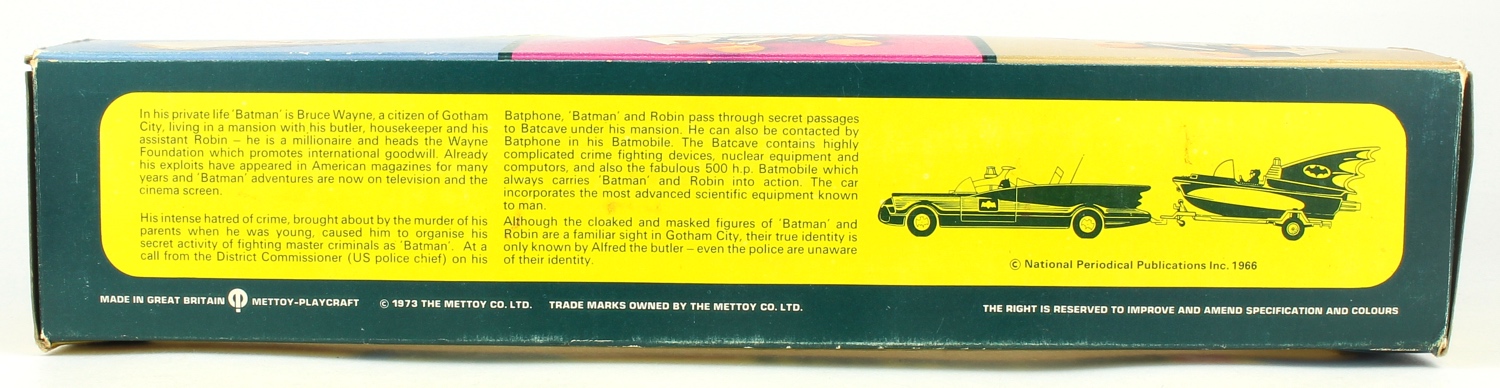 In his private life 'Batman' is Bruce Wayne, a citizen of Gotham
City, living in a mansion with his butler, housekeeper and his
assistant Robin – he is a millionaire and heads the Wayne
Foundation which promotes international goodwill. Already
his exploits have appeared in American magazines for many
years and 'Batman' adventures are now on television and the
cinema screen.
His intense hatred of crime, brought about by the murder of his
parents when he was young, caused him to organise his
secret activity of fighting master criminals as 'Batman'. At a
call from the District Commissioner (US police chief) on his
Batphone, 'Batman' and Robin pass through secret passages
to Batcave under his mansion. He can also be contacted by
Batphone in his Batmobile. The Batcave contains highly
complicated crime fighting devices, nuclear equipment and
computors, and also the fabulous 500 h.p. Batmobile which
always carries 'Batman' and Robin into action. The car
incorporates the most advanced scientific equipment known
to man.
Although the cloaked and masked figures of 'Batman' and
Robin are a familiar sight in Gotham City, their true identity is
only known by Alfred the butler – even the police are unaware
of their identity.
© National Periodical Publications Inc. 1966
MADE IN GREAT BRITAIN METTOY-PLAYCRAFT © 1973 THE METTOY CO. LTD. TRADE MARKS OWNED BY THE METTOY CO. LTD. THE RIGHT IS RESERVED TO IMPROVE AND AMEND SPECIFICATION AND COLOURS